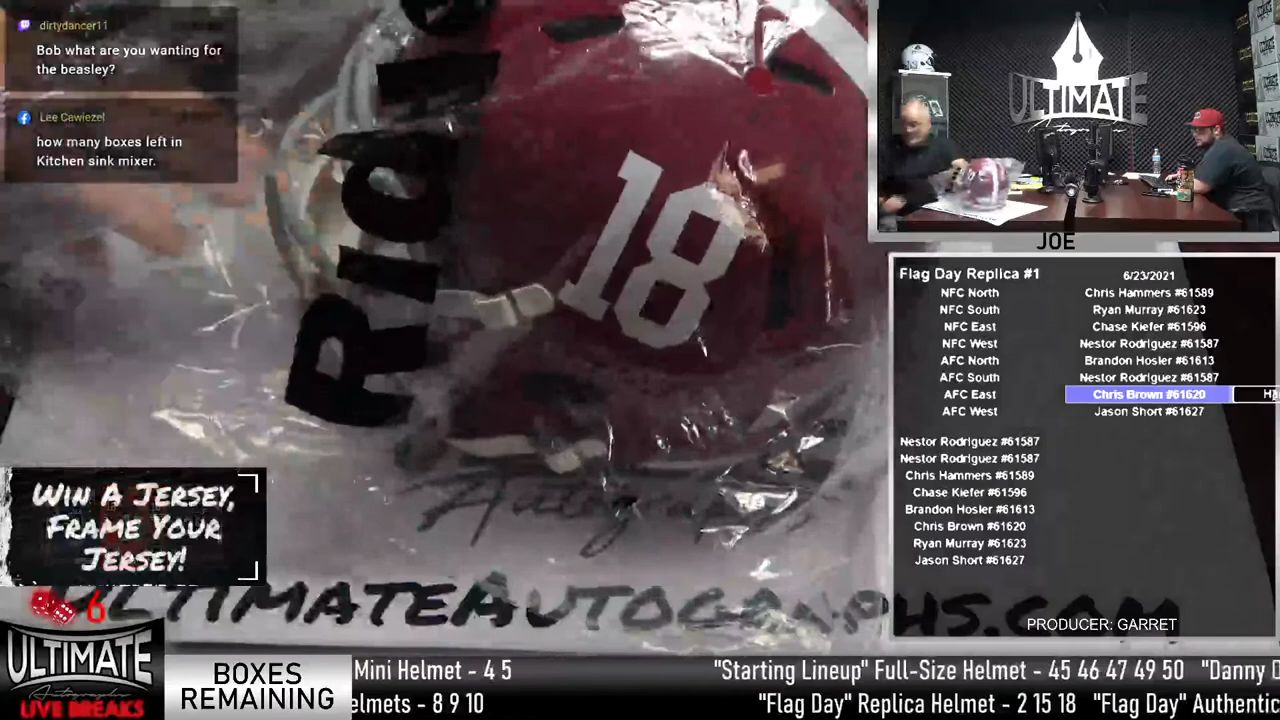 dirtydancer11
Bob what are you wanting for
the beasley?
Lee Cawiezel
how many boxes left in
Kitchen sink mixer.
18
ULTIMATE
Autographs
JOE
Flag Day Replica #1 6/23/2021
NFC North Chris Hammers #61589
NFC South Ryan Murray #61623
NFC East Chase Kiefer #61596
NFC West Nestor Rodriguez #61587
AFC North Brandon Hosler #61613
AFC South Nestor Rodriguez #61587
AFC East Chris Brown #61620
AFC West Jason Short #61627
Nestor Rodriguez #61587
Nestor Rodriguez #61587
Chris Hammers #61589
Chase Kiefer #61596
Brandon Hosler #61613
Chris Brown #61620
Ryan Murray #61623
Jason Short #61627
PRODUCER: GARRET
Autographs
ULTIMATEAUTOGRAPHS.COM
WIN A JERSEY,
FRAME YOUR
JERSEY!
6
ULTIMATE
Autographs
LIVE BREAKS
BOXES
REMAINING
Mini Helmet - 4 5 "Starting Lineup" Full-Size Helmet - 45 46 47 49 50 "Danny
elmets - 8 9 10 "Flag Day" Replica Helmet - 2 15 18 "Flag Day" Authentic